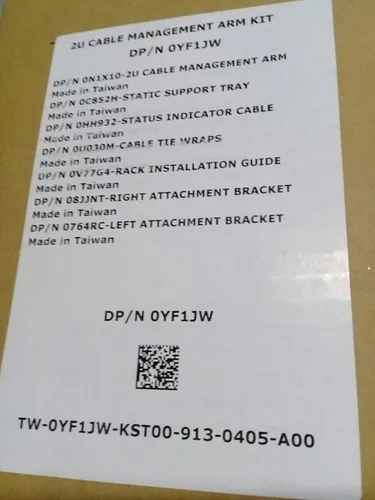 2U CABLE MANAGEMENT ARM KIT
DP/N 0YF1JW
DP/N 0N1X10-2U CABLE MANAGEMENT ARM
Made in Taiwan
DP/N 0C852H-STATIC SUPPORT TRAY
Made in Taiwan
DP/N 0HH932-STATUS INDICATOR CABLE
Made in Taiwan
DP/N 0U030M-CABLE TIE WRAPS
Made in Taiwan
DP/N 0V77G4-RACK INSTALLATION GUIDE
Made in Taiwan
DP/N 08JJNT-RIGHT ATTACHMENT BRACKET
Made in Taiwan
DP/N 0764RC-LEFT ATTACHMENT BRACKET
Made in Taiwan
DP/N 0YF1JW
TW-0YF1JW-KST00-913-0405-A00